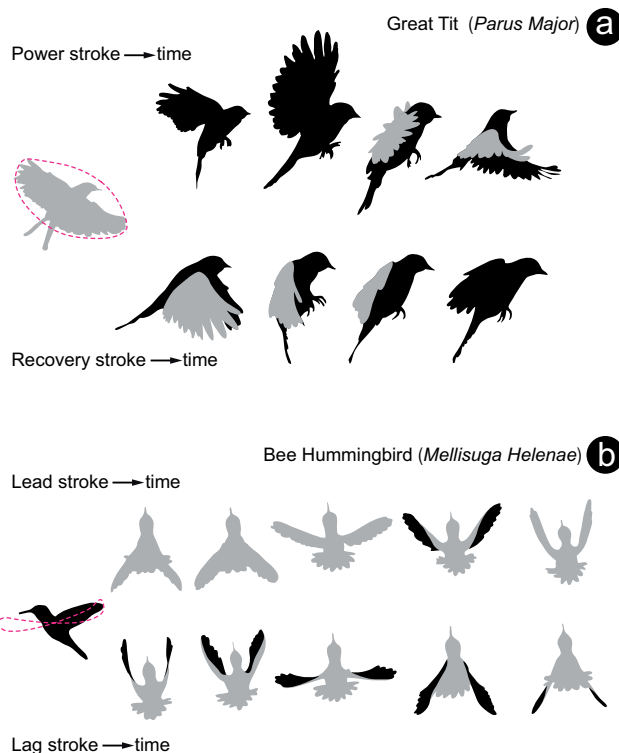 Great Tit (Parus Major) a
Power stroke → time
Recovery stroke → time
Bee Hummingbird (Mellisuga Helenae) b
Lead stroke → time
Lag stroke → time